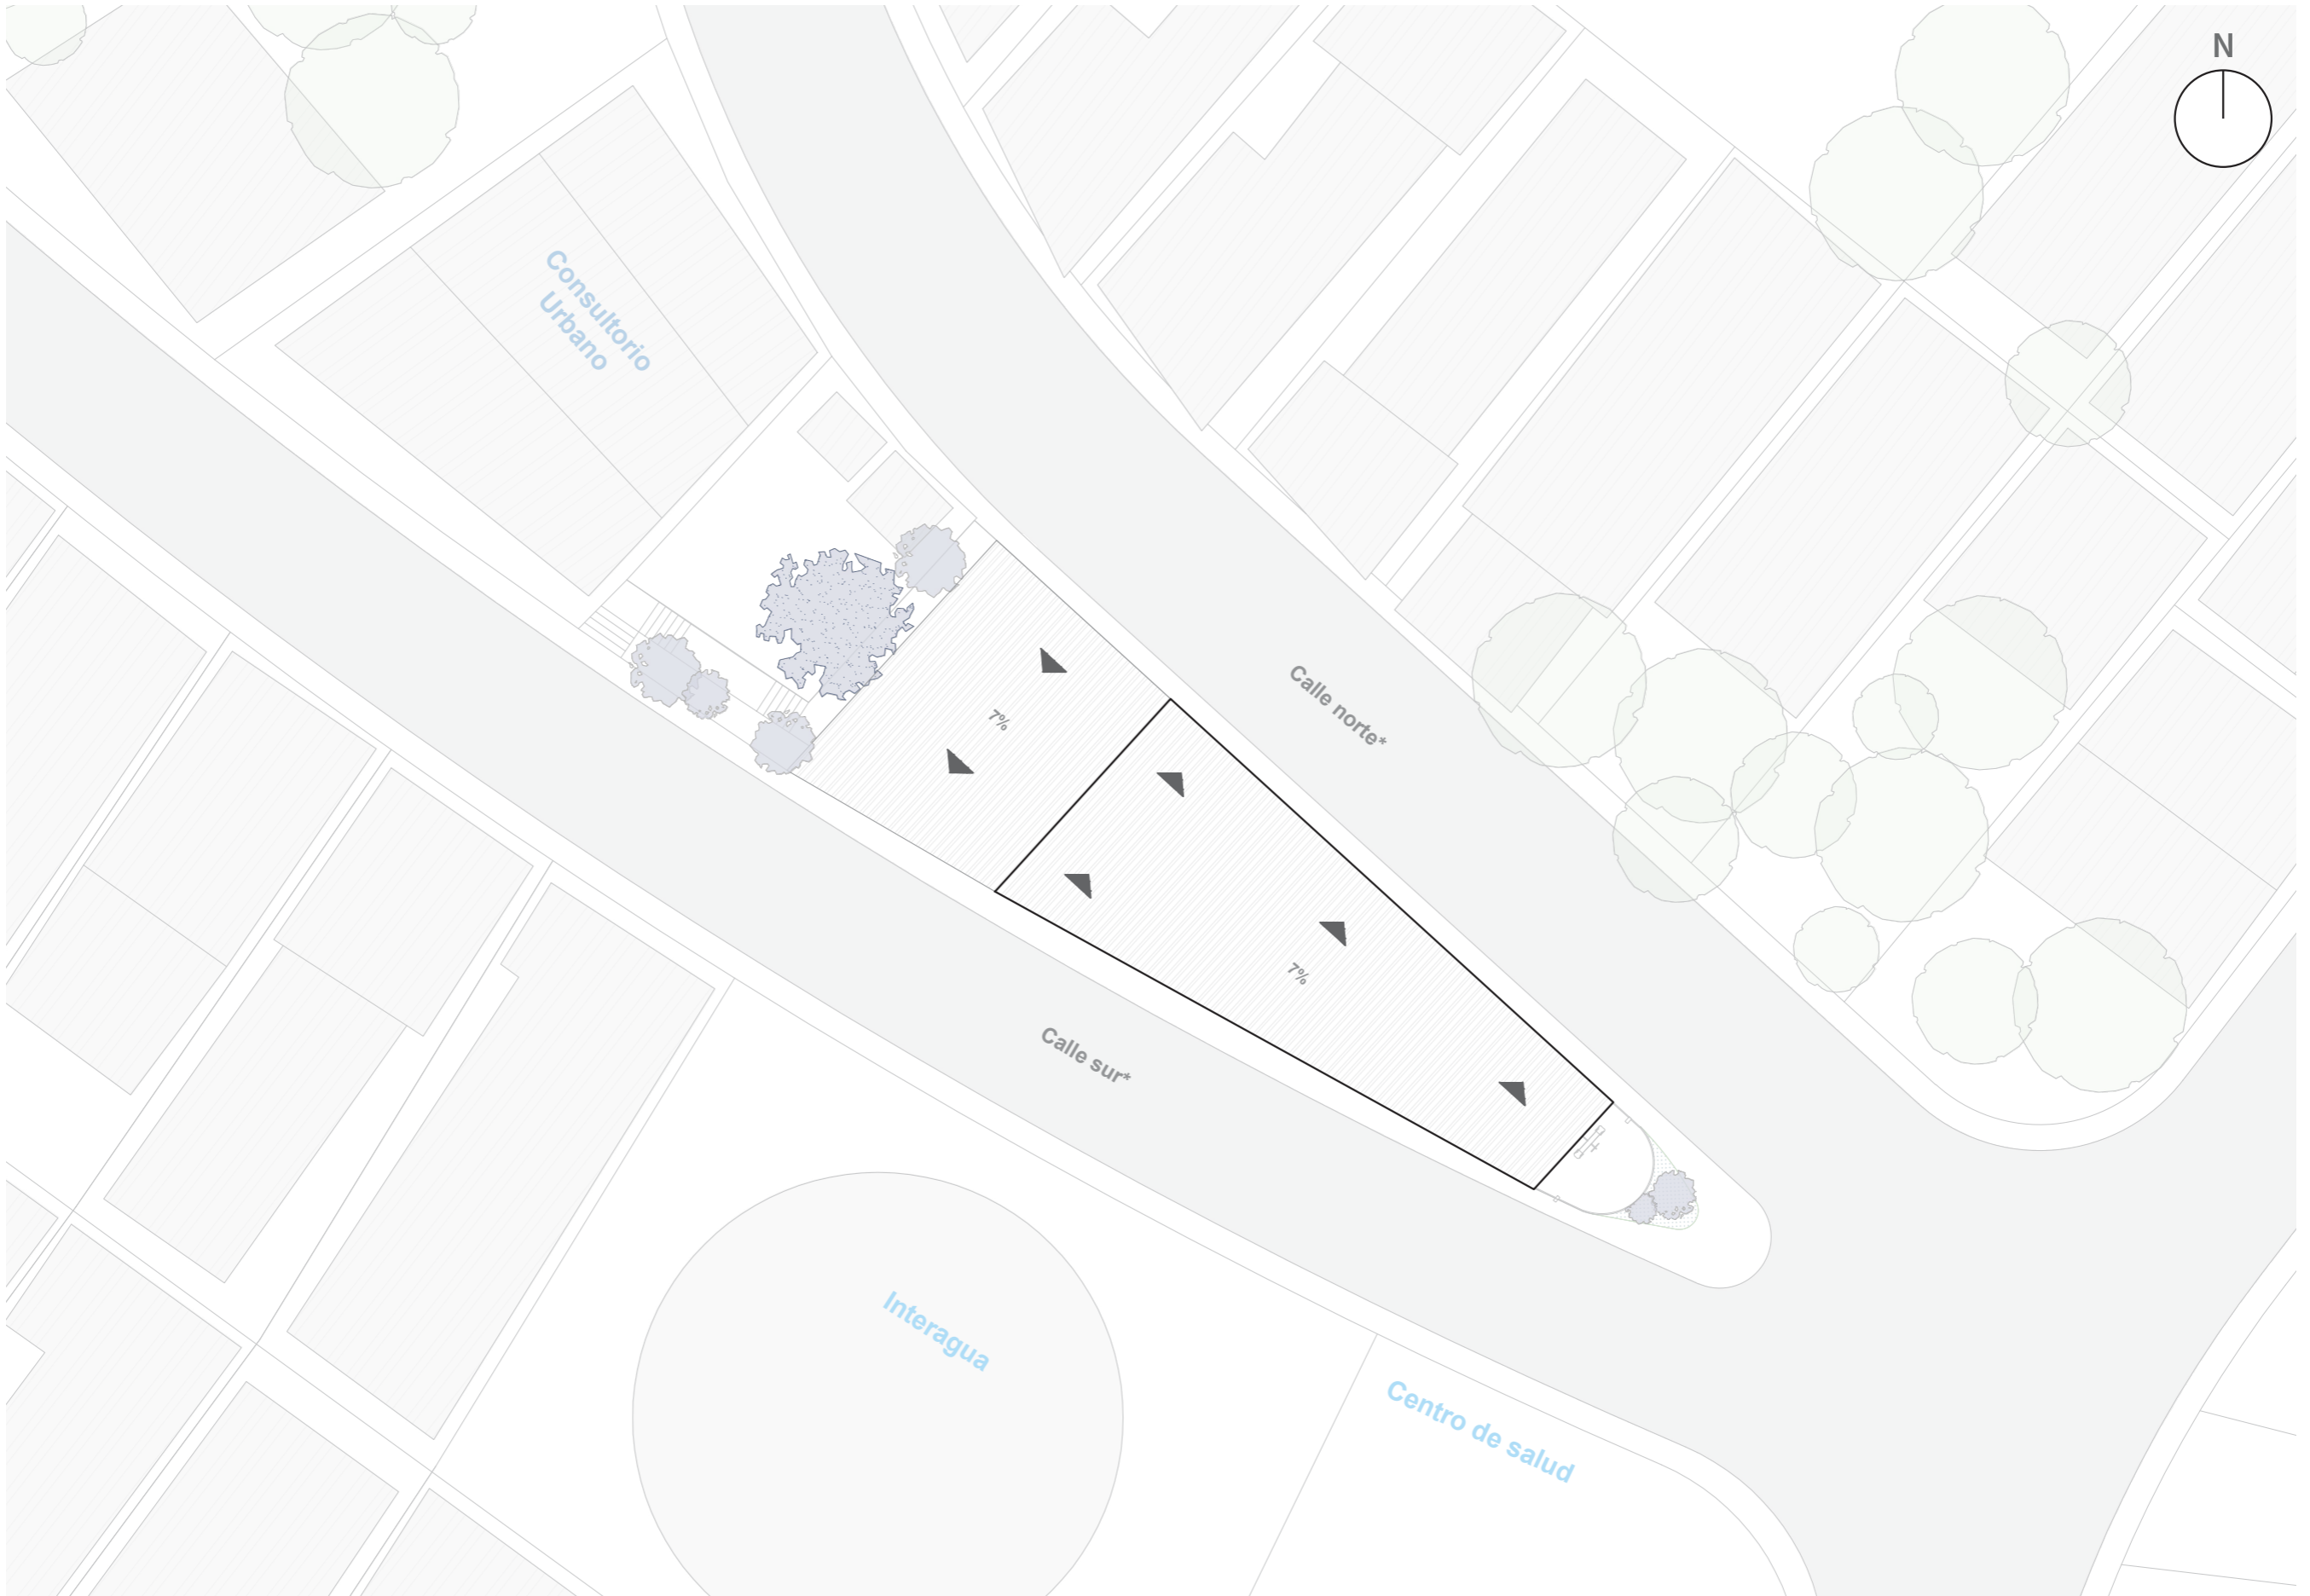 N
Consultorio
Urbano
Calle norte*
7%
7%
Calle sur*
Interagua
Centro de salud